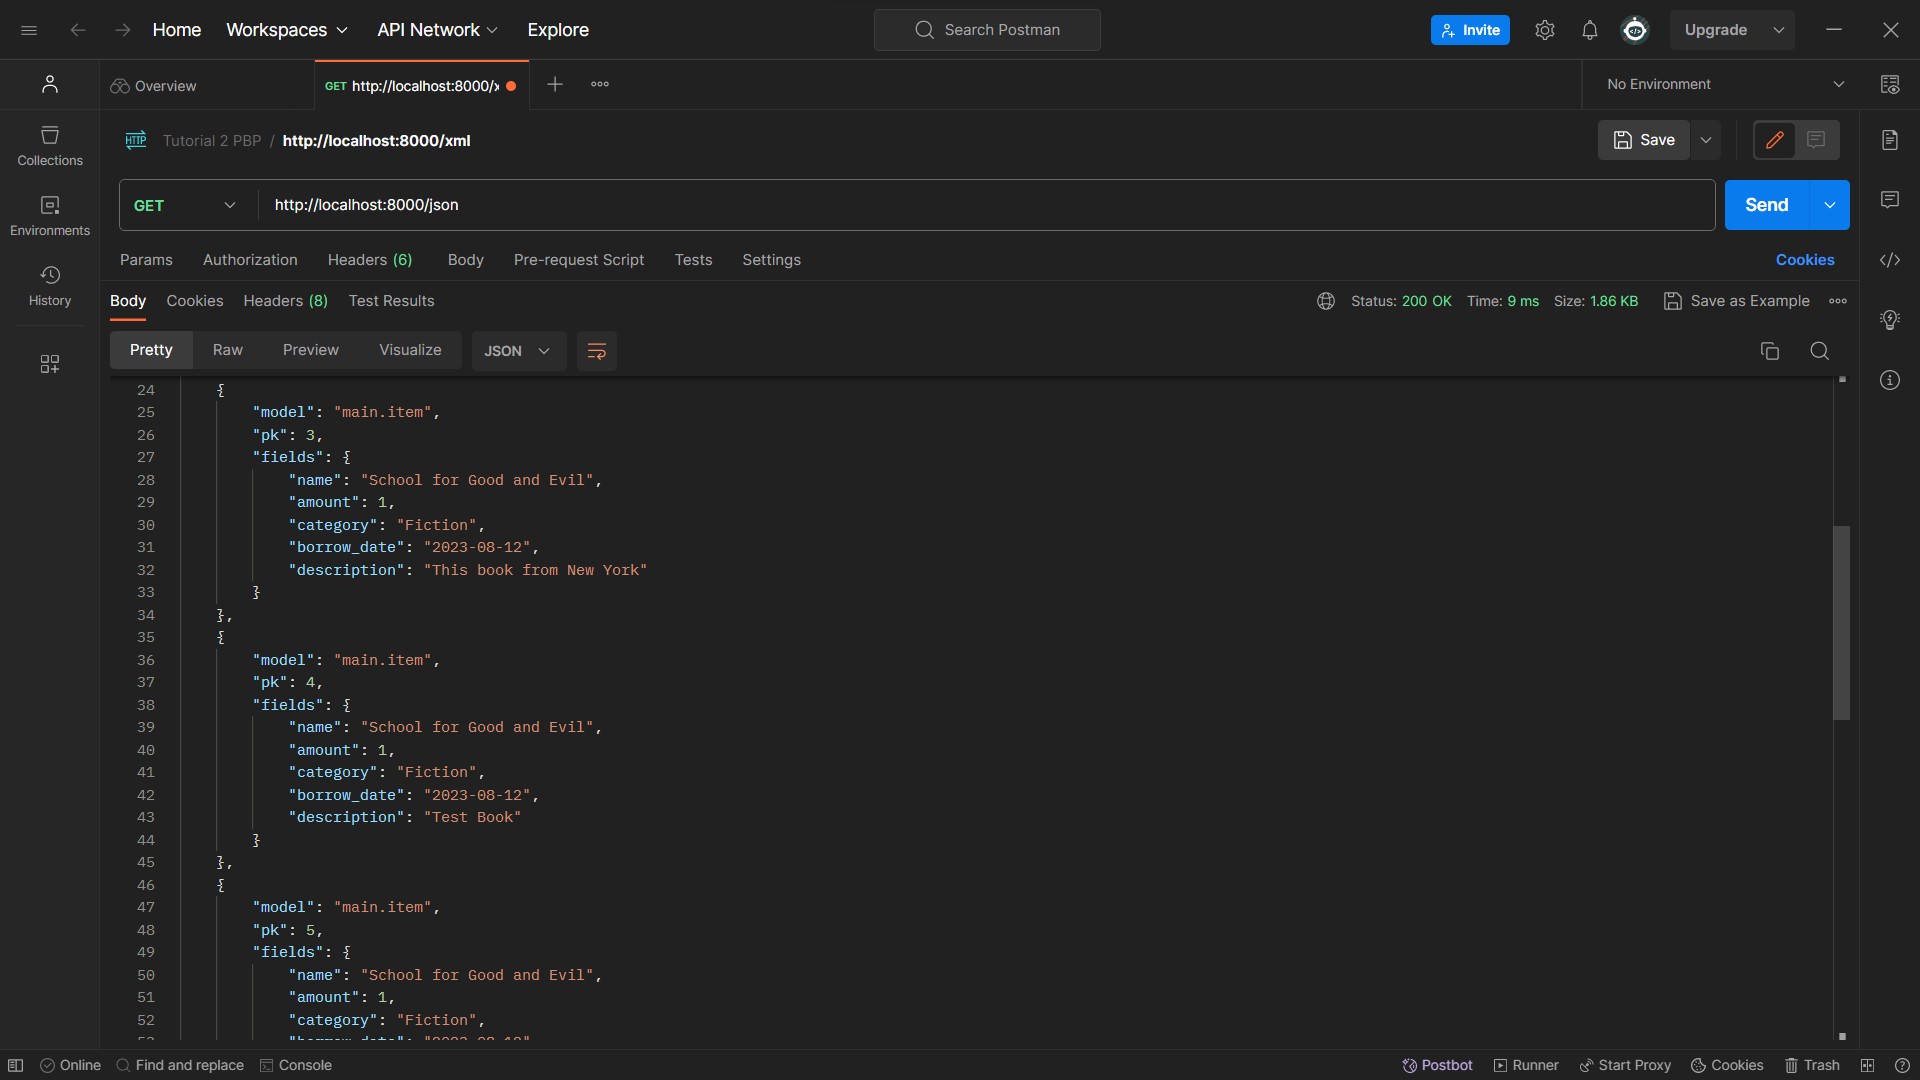 Home Workspaces API Network Explore Search Postman Invite Upgrade
Overview GET http://localhost:8000/x No Environment
HTTP Tutorial 2 PBP / http://localhost:8000/xml Save
Collections
Environments
History
GET http://localhost:8000/json Send
Params Authorization Headers (6) Body Pre-request Script Tests Settings Cookies
Body Cookies Headers (8) Test Results Status: 200 OK Time: 9 ms Size: 1.86 KB Save as Example
Pretty Raw Preview Visualize JSON
24 {
25 "model": "main.item",
26 "pk": 3,
27 "fields": {
28 "name": "School for Good and Evil",
29 "amount": 1,
30 "category": "Fiction",
31 "borrow_date": "2023-08-12",
32 "description": "This book from New York"
33 }
34 },
35 {
36 "model": "main.item",
37 "pk": 4,
38 "fields": {
39 "name": "School for Good and Evil",
40 "amount": 1,
41 "category": "Fiction",
42 "borrow_date": "2023-08-12",
43 "description": "Test Book"
44 }
45 },
46 {
47 "model": "main.item",
48 "pk": 5,
49 "fields": {
50 "name": "School for Good and Evil",
51 "amount": 1,
52 "category": "Fiction",
Online Find and replace Console Postbot Runner Start Proxy Cookies Trash